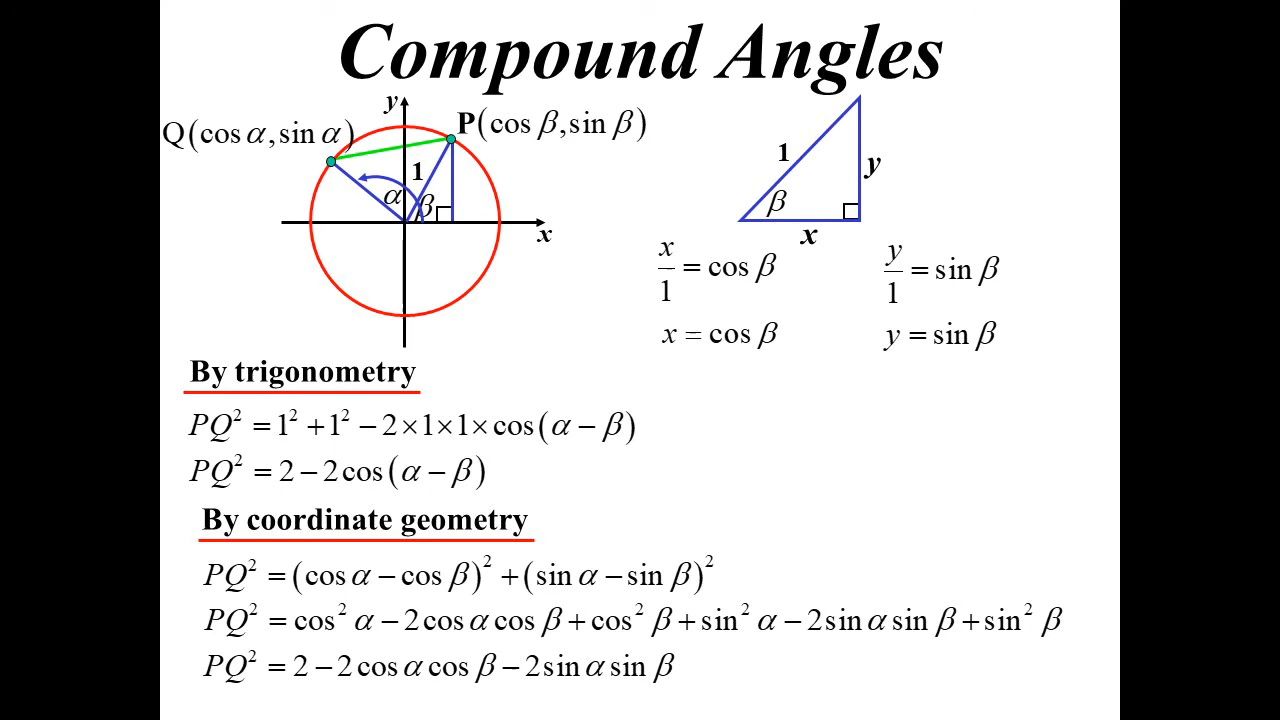 Compound Angles
y
Q(cos α, sin α)
P(cos β, sin β)
1
α
β
x
1
y
β
x
x/1 = cos β
y/1 = sin β
x = cos β
y = sin β
By trigonometry
PQ² = 1² + 1² − 2 × 1 × 1 × cos(α − β)
PQ² = 2 − 2cos(α − β)
By coordinate geometry
PQ² = (cos α − cos β)² + (sin α − sin β)²
PQ² = cos² α − 2cos α cos β + cos² β + sin² α − 2sin α sin β + sin² β
PQ² = 2 − 2cos α cos β − 2sin α sin β